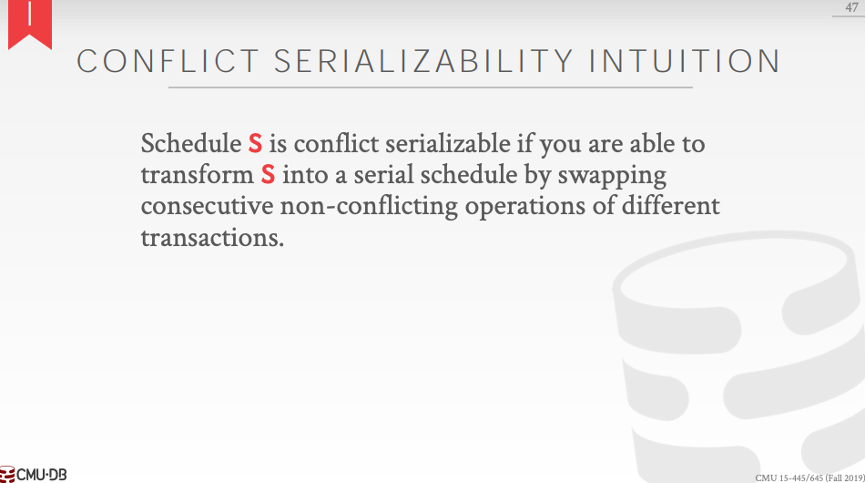 47
CONFLICT SERIALIZABILITY INTUITION
Schedule S is conflict serializable if you are able to
transform S into a serial schedule by swapping
consecutive non-conflicting operations of different
transactions.
CMU·DB
CMU 15-445/645 (Fall 2019)